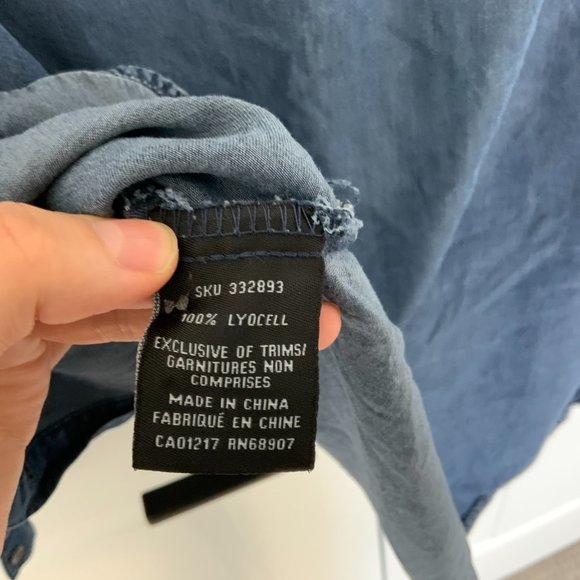 SKU 332893
100% LYOCELL
EXCLUSIVE OF TRIMS/
GARNITURES NON
COMPRISES
MADE IN CHINA
FABRIQUÉ EN CHINE
CA01217 RN68907